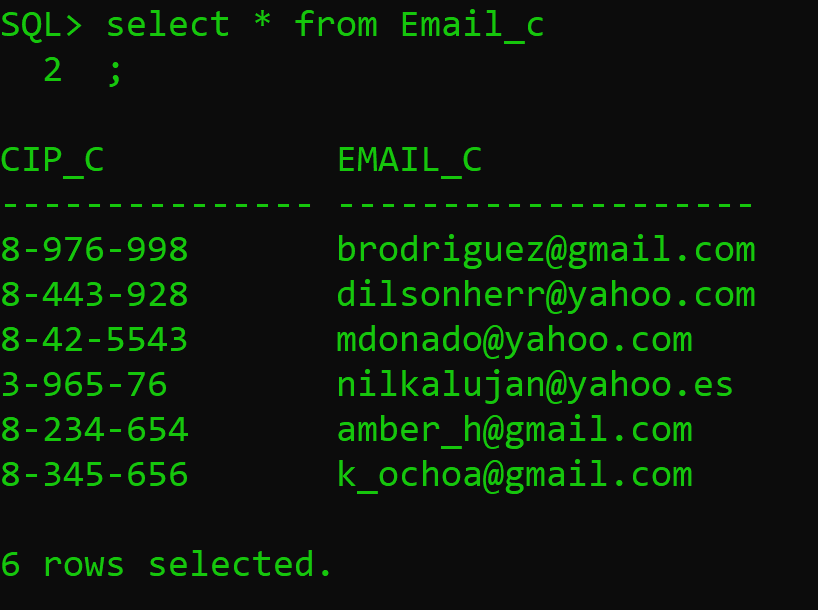 SQL> select * from Email_c
  2  ;
CIP_C           EMAIL_C
--------------- --------------------
8-976-998       brodriguez@gmail.com
8-443-928       dilsonherr@yahoo.com
8-42-5543       mdonado@yahoo.com
3-965-76        nilkalujan@yahoo.es
8-234-654       amber_h@gmail.com
8-345-656       k_ochoa@gmail.com
6 rows selected.